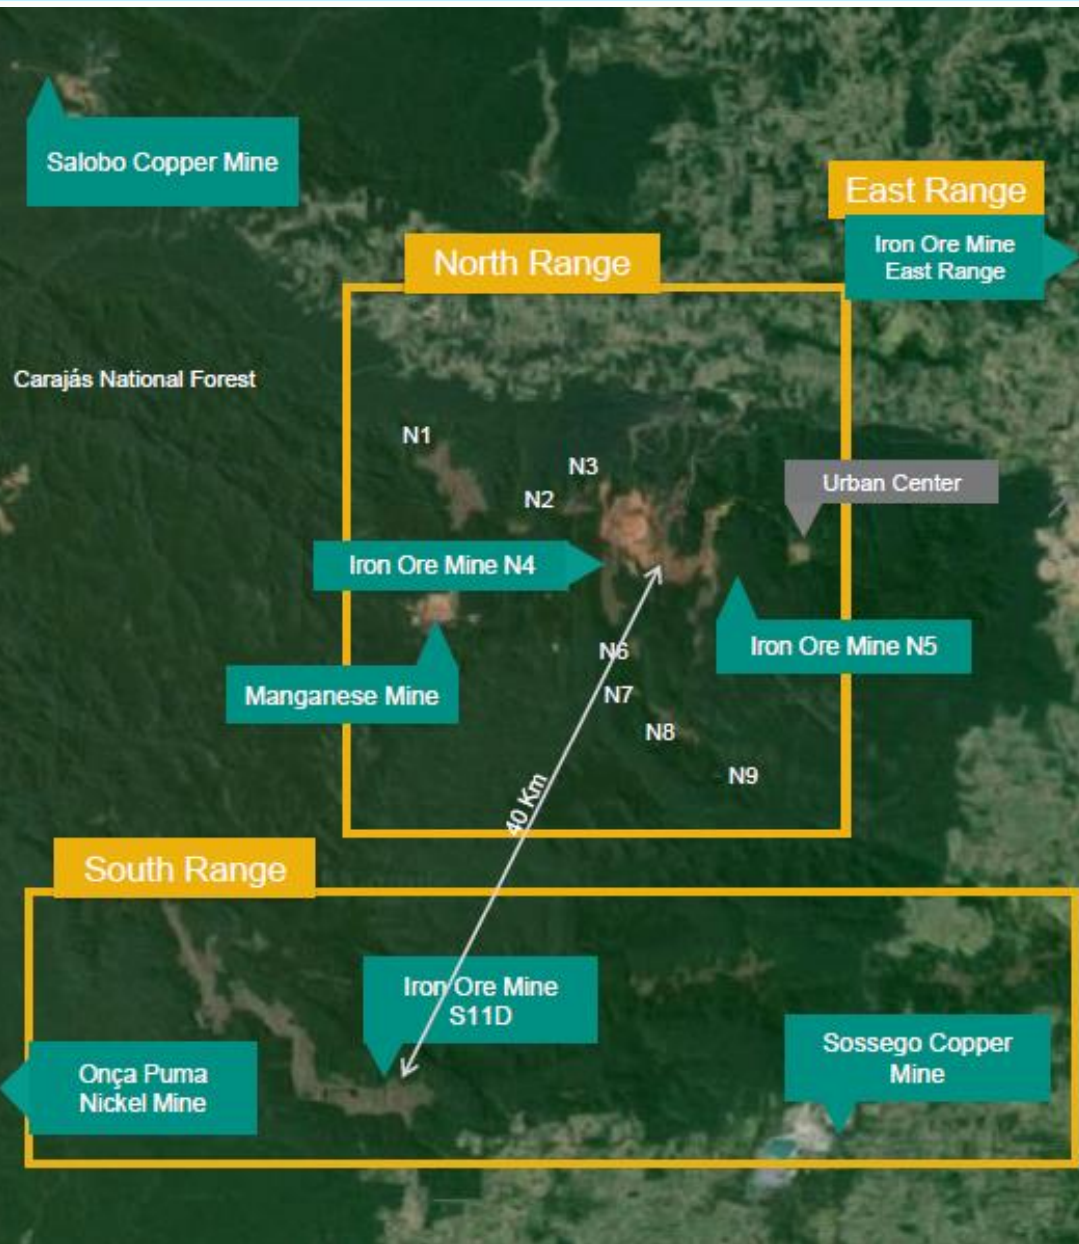 Salobo Copper Mine
East Range
Iron Ore Mine
East Range
North Range
Carajás National Forest
N1
N3
N2
Urban Center
Iron Ore Mine N4
Iron Ore Mine N5
N6
Manganese Mine
N7
N8
N9
40 Km
South Range
Iron Ore Mine
S11D
Sossego Copper
Mine
Onça Puma
Nickel Mine